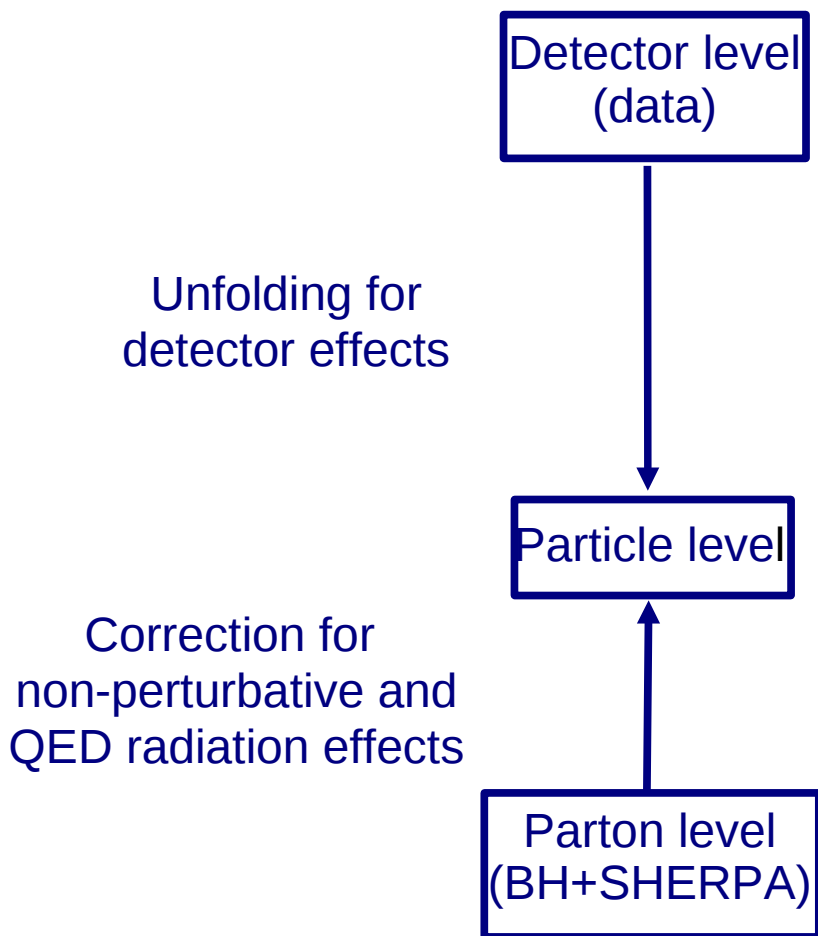 Detector level
(data)
Unfolding for
detector effects
Particle level
Correction for
non-perturbative and
QED radiation effects
Parton level
(BH+SHERPA)